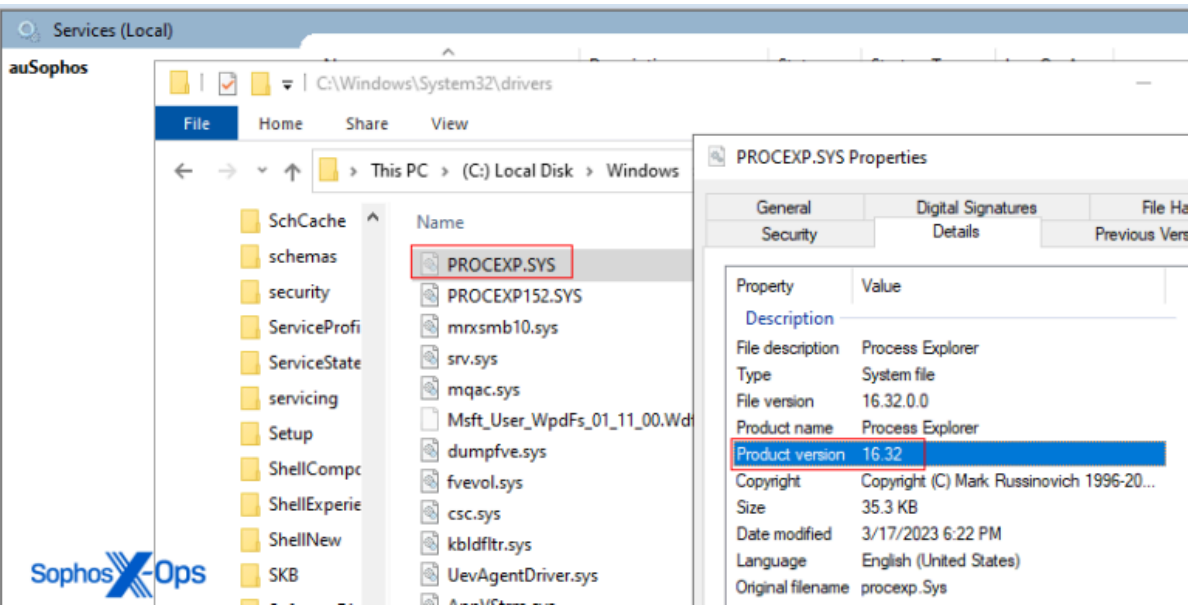 Services (Local)
auSophos
C:\Windows\System32\drivers
File Home Share View
This PC > (C:) Local Disk > Windows
SchCache
schemas
security
ServiceProfi
ServiceState
servicing
Setup
ShellCompc
ShellExperie
ShellNew
SKB
Name
PROCEXP.SYS
PROCEXP152.SYS
mrxsmb10.sys
srv.sys
mqac.sys
Msft_User_WpdFs_01_11_00.Wdf
dumpfve.sys
fvevol.sys
csc.sys
kbldfltr.sys
UevAgentDriver.sys
PROCEXP.SYS Properties
General Digital Signatures File Ha
Security Details Previous Vers
Property Value
Description
File description Process Explorer
Type System file
File version 16.32.0.0
Product name Process Explorer
Product version 16.32
Copyright Copyright (C) Mark Russinovich 1996-20...
Size 35.3 KB
Date modified 3/17/2023 6:22 PM
Language English (United States)
Original filename procexp.Sys
Sophos X-Ops